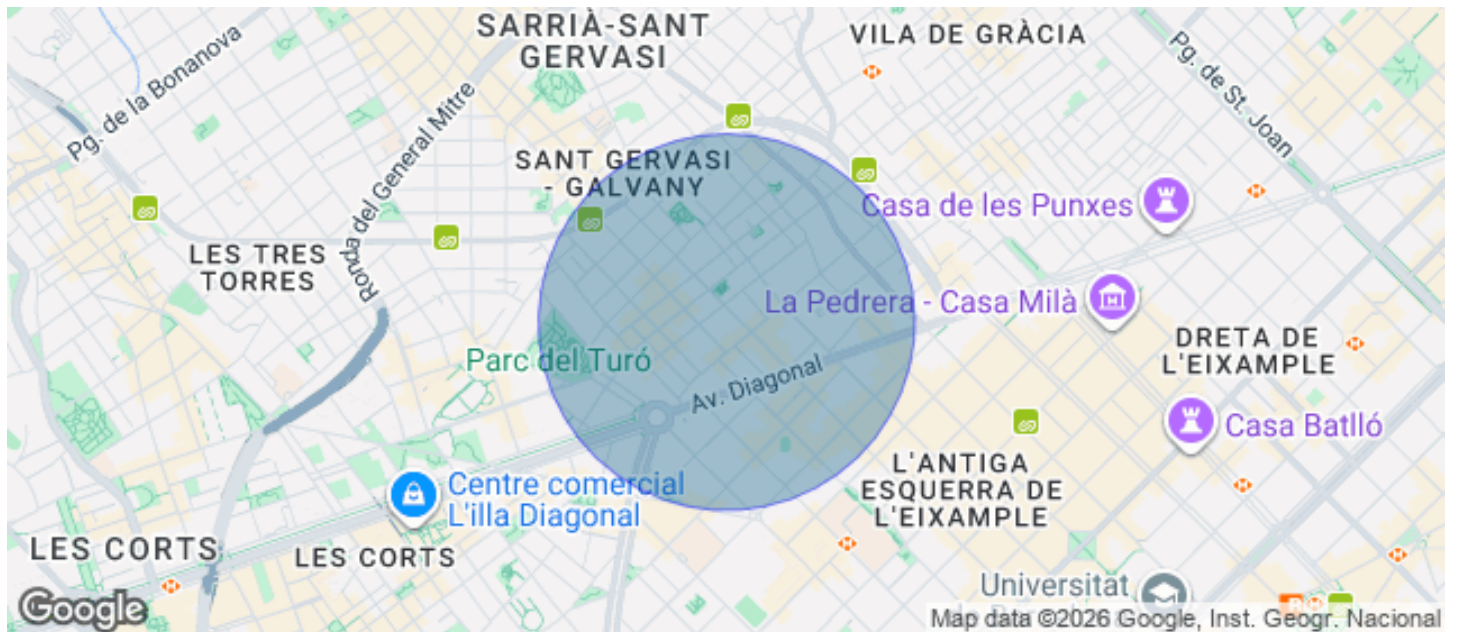 SARRIÀ-SANT
GERVASI
VILA DE GRÀCIA
Pg. de la Bonanova
Pg. de St. Joan
Ronda del General Mitre
SANT GERVASI
- GALVANY
Casa de les Punxes
LES TRES
TORRES
La Pedrera - Casa Milà
DRETA DE
L'EIXAMPLE
Parc del Turó
Av. Diagonal
Casa Batlló
L'ANTIGA
ESQUERRA DE
L'EIXAMPLE
Centre comercial
L'illa Diagonal
LES CORTS
LES CORTS
Universitat
Google
Map data ©2026 Google, Inst. Geogr. Nacional